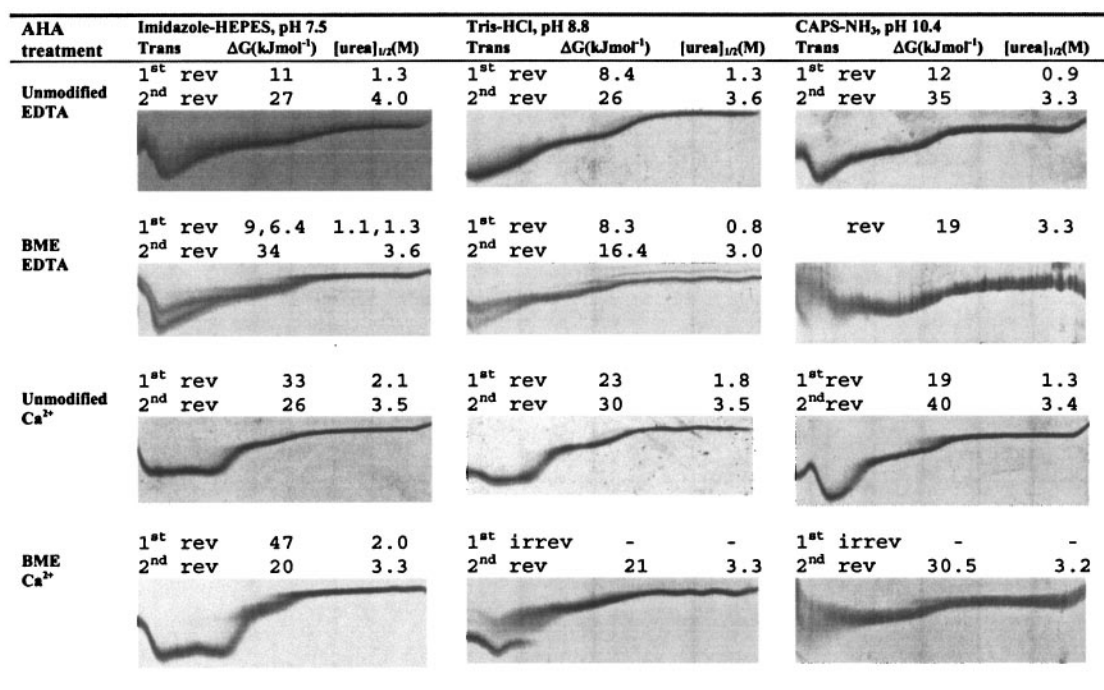 AHA treatment Imidazole-HEPES, pH 7.5 Tris-HCl, pH 8.8 CAPS-NH₃, pH 10.4
Trans ΔG(kJmol⁻¹) [urea]₁/₂(M) Trans ΔG(kJmol⁻¹) [urea]₁/₂(M) Trans ΔG(kJmol⁻¹) [urea]₁/₂(M)
Unmodified EDTA
1st rev 11 1.3 1st rev 8.4 1.3 1st rev 12 0.9
2nd rev 27 4.0 2nd rev 26 3.6 2nd rev 35 3.3
BME EDTA
1st rev 9,6.4 1.1,1.3 1st rev 8.3 0.8 rev 19 3.3
2nd rev 34 3.6 2nd rev 16.4 3.0
Unmodified Ca²⁺
1st rev 33 2.1 1st rev 23 1.8 1strev 19 1.3
2nd rev 26 3.5 2nd rev 30 3.5 2ndrev 40 3.4
BME Ca²⁺
1st rev 47 2.0 1st irrev - - 1st irrev - -
2nd rev 20 3.3 2nd rev 21 3.3 2nd rev 30.5 3.2